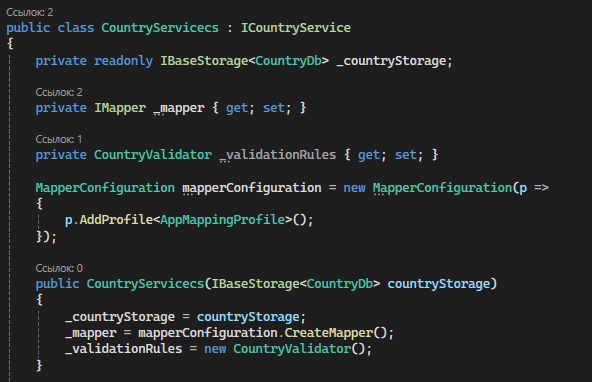 Ссылок: 2
public class CountryServicecs : ICountryService
{
private readonly IBaseStorage<CountryDb> _countryStorage;
Ссылок: 2
private IMapper _mapper { get; set; }
Ссылок: 1
private CountryValidator _validationRules { get; set; }
MapperConfiguration mapperConfiguration = new MapperConfiguration(p =>
{
p.AddProfile<AppMappingProfile>();
});
Ссылок: 0
public CountryServicecs(IBaseStorage<CountryDb> countryStorage)
{
_countryStorage = countryStorage;
_mapper = mapperConfiguration.CreateMapper();
_validationRules = new CountryValidator();
}